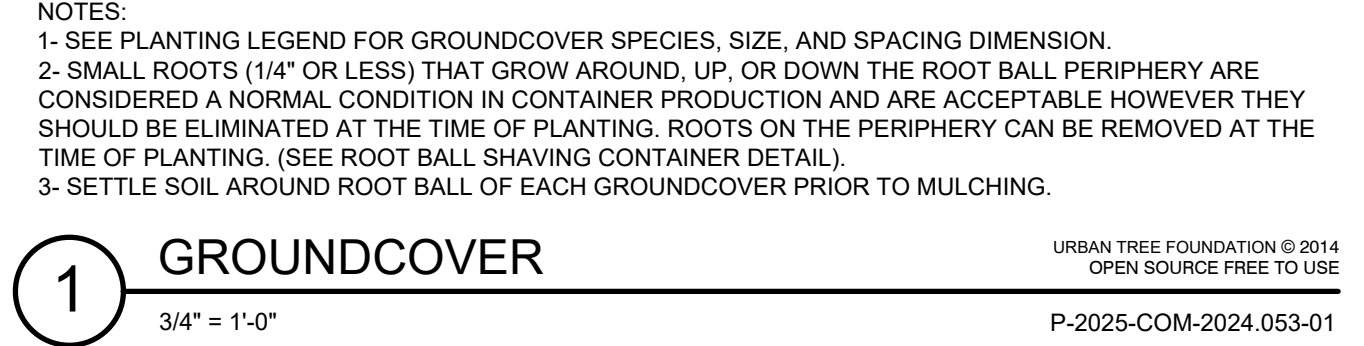 NOTES:
1- SEE PLANTING LEGEND FOR GROUNDCOVER SPECIES, SIZE, AND SPACING DIMENSION.
2- SMALL ROOTS (1/4" OR LESS) THAT GROW AROUND, UP, OR DOWN THE ROOT BALL PERIPHERY ARE
CONSIDERED A NORMAL CONDITION IN CONTAINER PRODUCTION AND ARE ACCEPTABLE HOWEVER THEY
SHOULD BE ELIMINATED AT THE TIME OF PLANTING. ROOTS ON THE PERIPHERY CAN BE REMOVED AT THE
TIME OF PLANTING. (SEE ROOT BALL SHAVING CONTAINER DETAIL).
3- SETTLE SOIL AROUND ROOT BALL OF EACH GROUNDCOVER PRIOR TO MULCHING.
1
GROUNDCOVER
URBAN TREE FOUNDATION © 2014
OPEN SOURCE FREE TO USE
3/4" = 1'-0"
P-2025-COM-2024.053-01